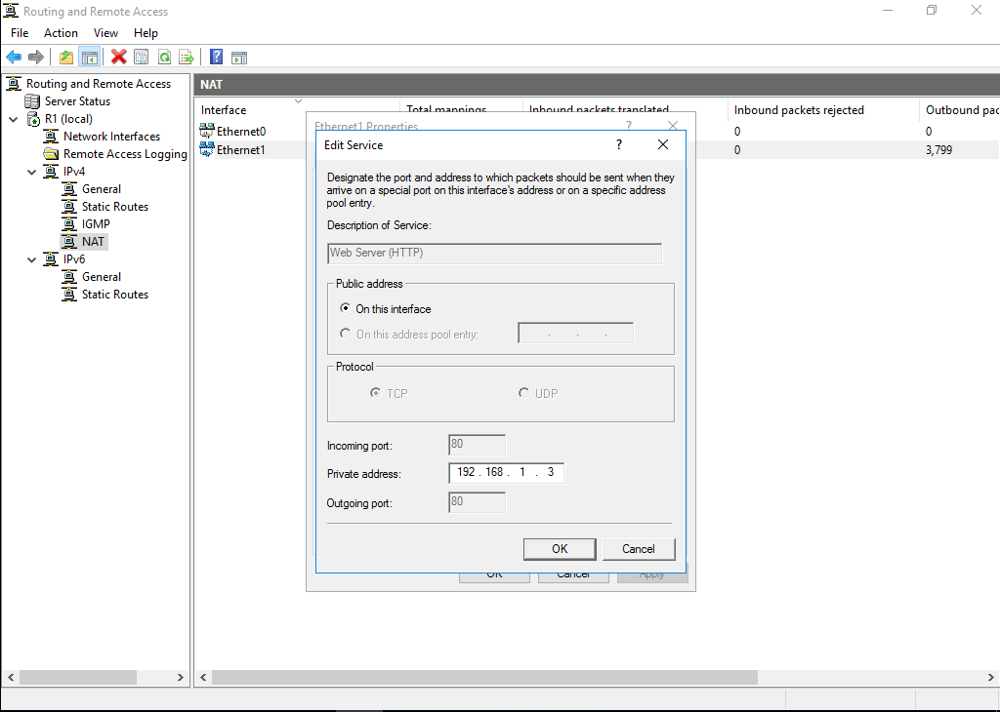 Routing and Remote Access
File Action View Help
Routing and Remote Access
Server Status
R1 (local)
Network Interfaces
Remote Access Logging
IPv4
General
Static Routes
IGMP
NAT
IPv6
General
Static Routes
NAT
Interface Total mappings Inbound packets translated Inbound packets rejected Outbound pac
Ethernet0 0 0
Ethernet1 0 3,799
Ethernet1 Properties ?
Edit Service ?
Designate the port and address to which packets should be sent when they
arrive on a special port on this interface's address or on a specific address
pool entry.
Description of Service:
Web Server (HTTP)
Public address
On this interface
On this address pool entry: . . .
Protocol
TCP UDP
Incoming port: 80
Private address: 192 . 168 . 1 . 3
Outgoing port: 80
OK Cancel
OK Cancel Apply